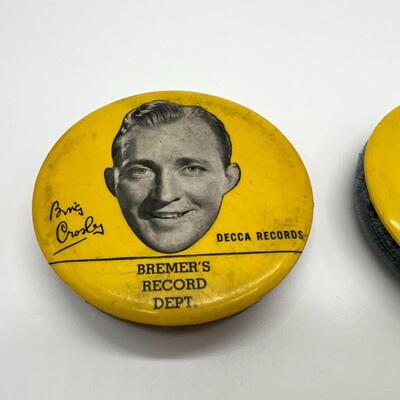 Bing
Crosby
DECCA RECORDS
BREMER'S
RECORD
DEPT.